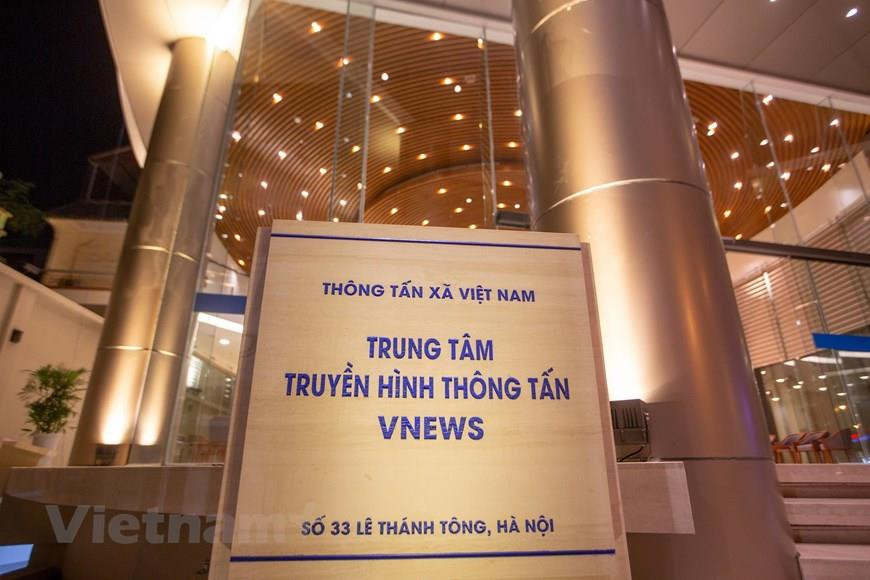 THÔNG TẤN XÃ VIỆT NAM
TRUNG TÂM
TRUYỀN HÌNH THÔNG TẤN
VNEWS
SỐ 33 LÊ THÁNH TÔNG, HÀ NỘI
Vietnam+